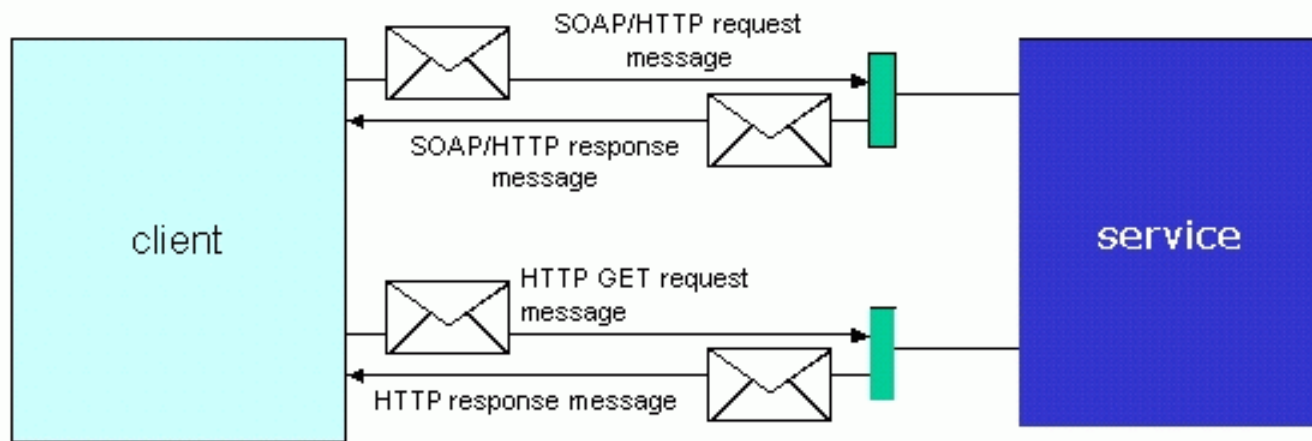 SOAP/HTTP request
message
SOAP/HTTP response
message
client
service
HTTP GET request
message
HTTP response message